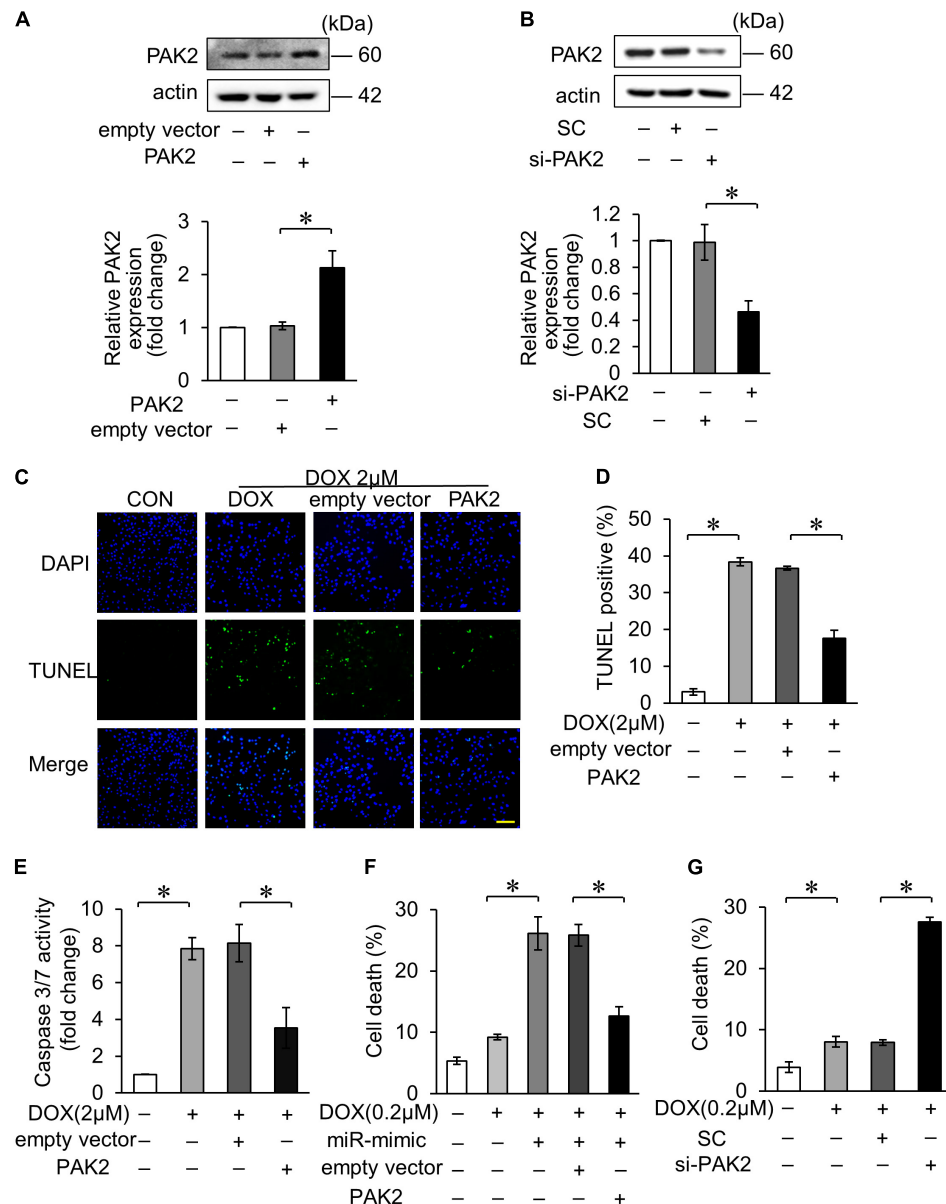 A
(kDa)
PAK2
60
actin
42
empty vector – + –
PAK2 – – +
3
2
1
0
Relative PAK2
expression
(fold change)
*
PAK2 – – +
empty vector – + –
B
(kDa)
PAK2
60
actin
42
SC – + –
si-PAK2 – – +
1.2
1
0.8
0.6
0.4
0.2
0
Relative PAK2
expression
(fold change)
*
si-PAK2 – – +
SC – + –
C
DOX 2μM
CON DOX empty vector PAK2
DAPI
TUNEL
Merge
D
TUNEL positive (%)
50
40
30
20
10
0
* *
DOX(2μM) – + + +
empty vector – – + –
PAK2 – – – +
E
Caspase 3/7 activity
(fold change)
10
8
6
4
2
0
* *
DOX(2μM) – + + +
empty vector – – + –
PAK2 – – – +
F
Cell death (%)
30
20
10
0
* *
DOX(0.2μM) – + + + +
miR-mimic – – + + +
empty vector – – – + –
PAK2 – – – – +
G
Cell death (%)
30
20
10
0
* *
DOX(0.2μM) – + + +
SC – – + –
si-PAK2 – – – +